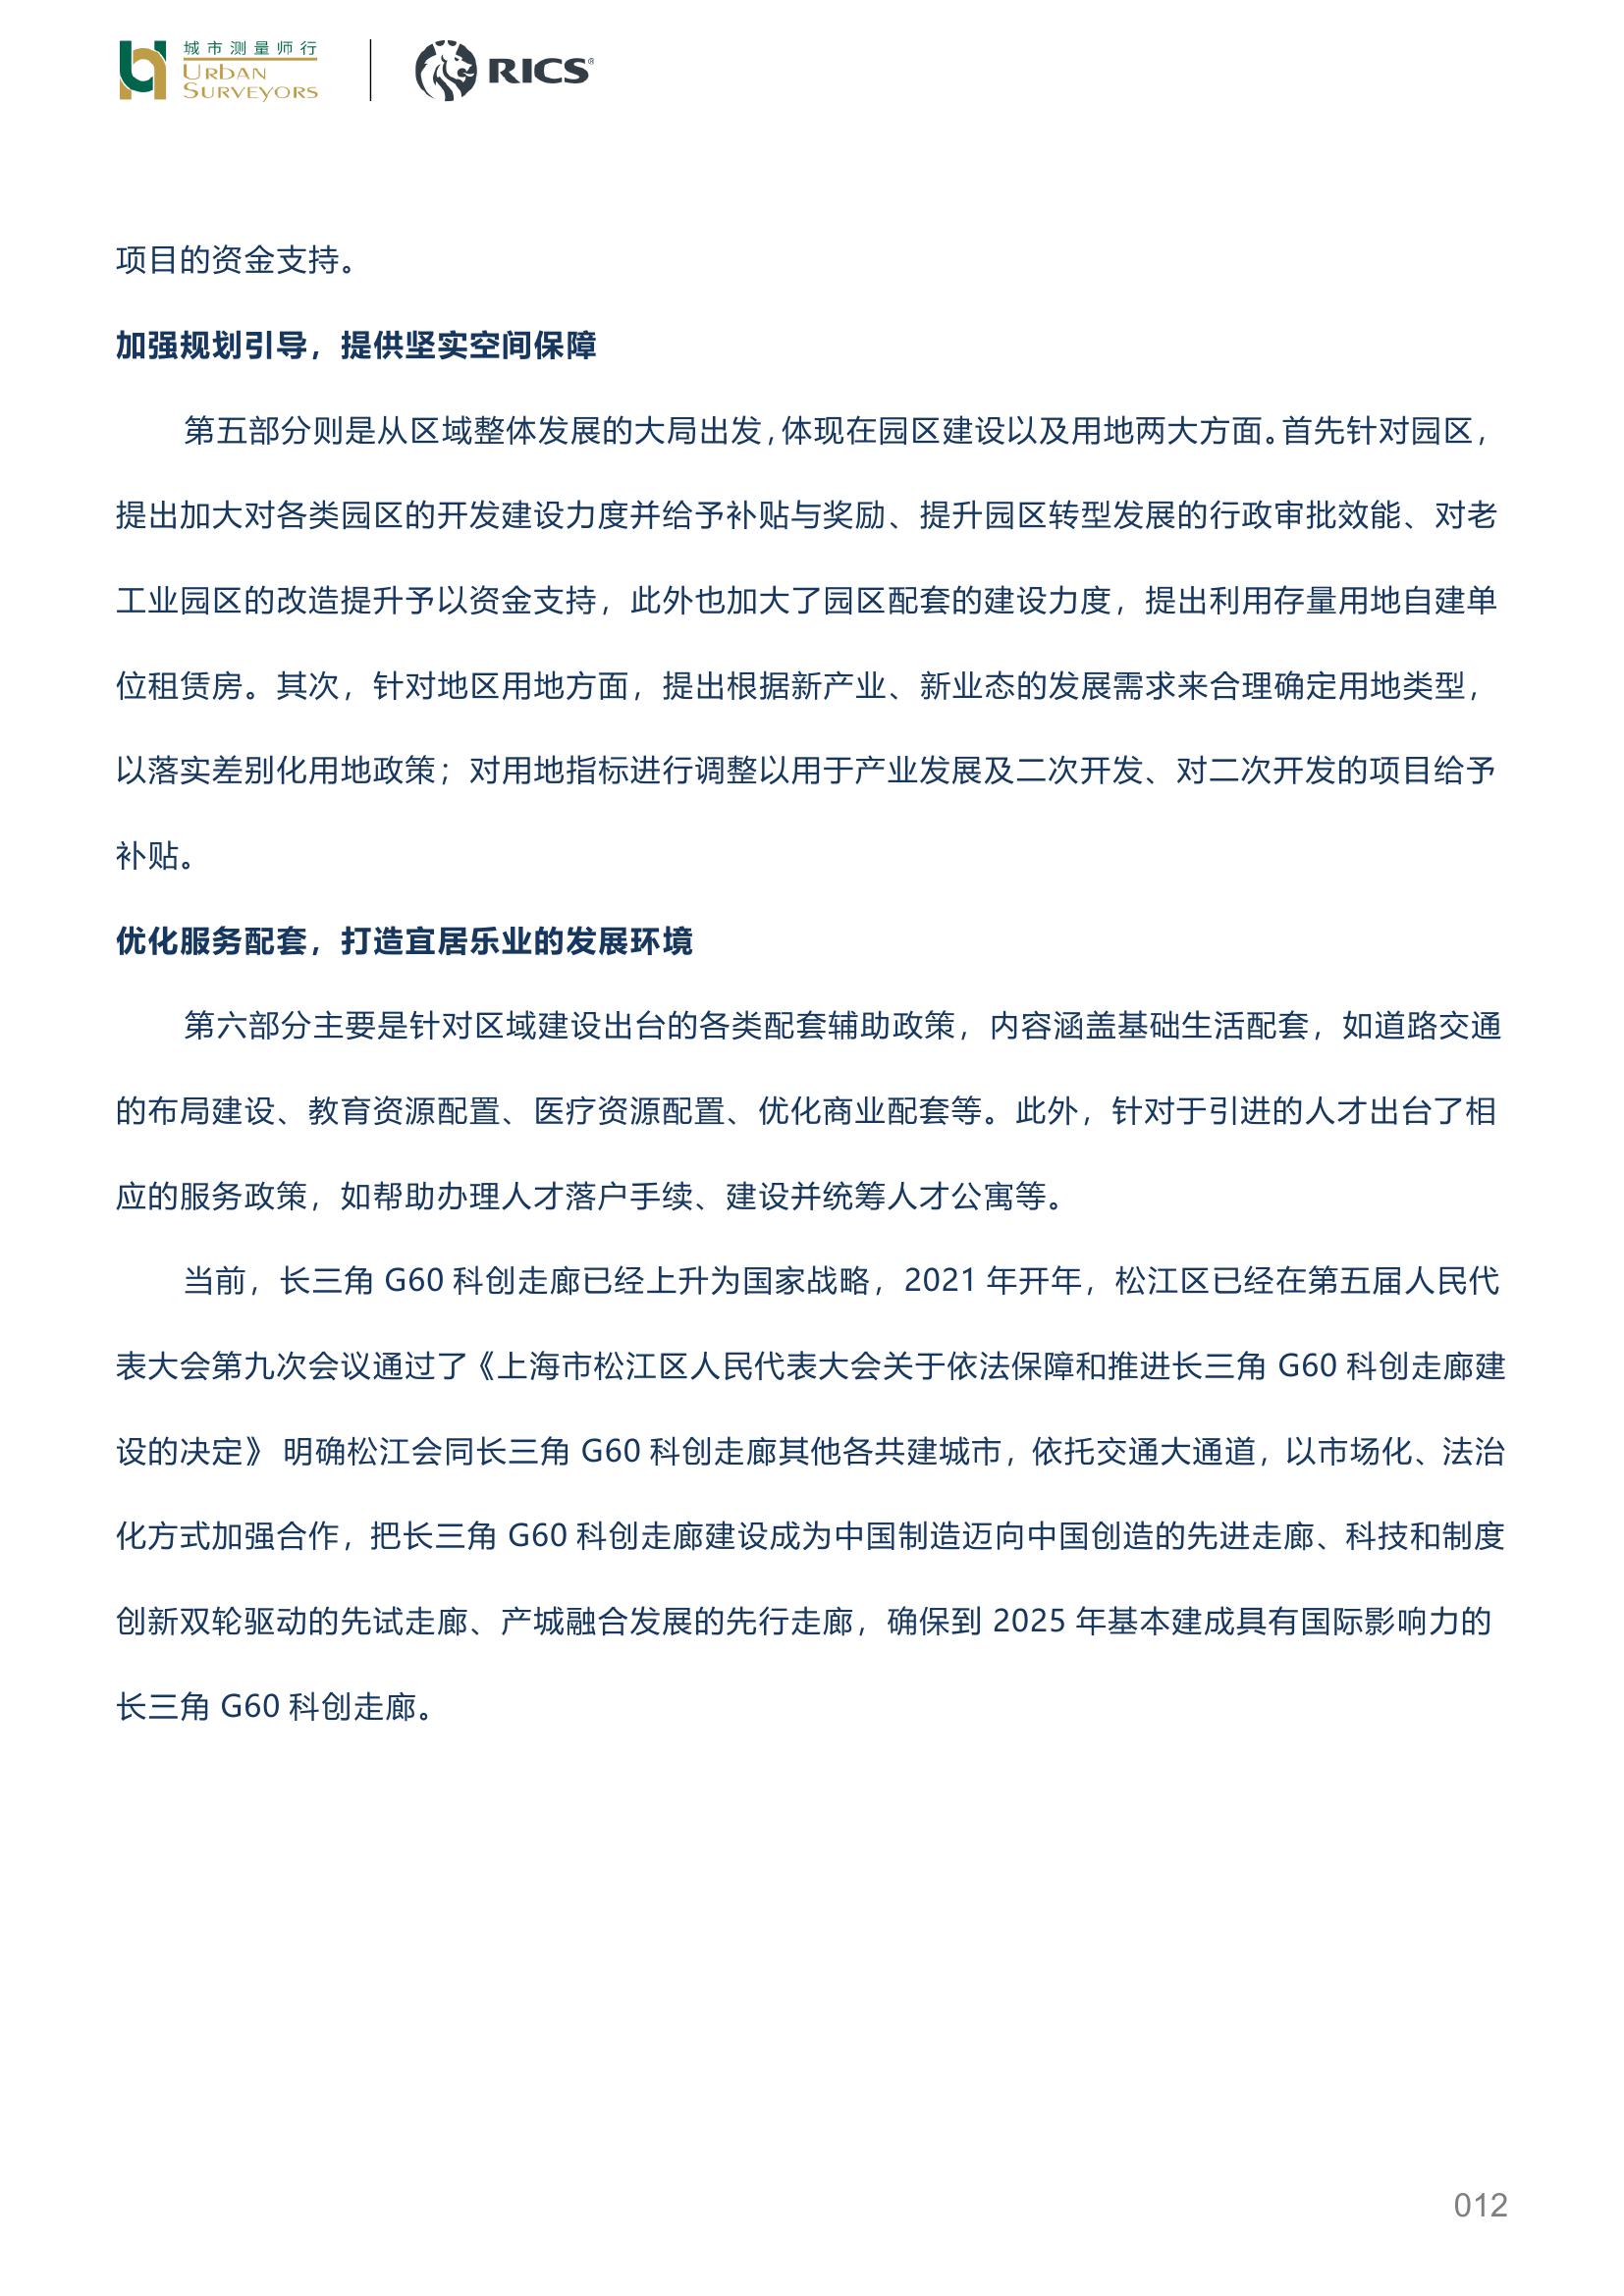 城市测量师行
URBAN
SURVEYORS
RICS®
项目的资金支持。
加强规划引导，提供坚实空间保障
第五部分则是从区域整体发展的大局出发，体现在园区建设以及用地两大方面。首先针对园区，
提出加大对各类园区的开发建设力度并给予补贴与奖励、提升园区转型发展的行政审批效能、对老
工业园区的改造提升予以资金支持，此外也加大了园区配套的建设力度，提出利用存量用地自建单
位租赁房。其次，针对地区用地方面，提出根据新产业、新业态的发展需求来合理确定用地类型，
以落实差别化用地政策；对用地指标进行调整以用于产业发展及二次开发、对二次开发的项目给予
补贴。
优化服务配套，打造宜居乐业的发展环境
第六部分主要是针对区域建设出台的各类配套辅助政策，内容涵盖基础生活配套，如道路交通
的布局建设、教育资源配置、医疗资源配置、优化商业配套等。此外，针对于引进的人才出台了相
应的服务政策，如帮助办理人才落户手续、建设并统筹人才公寓等。
当前，长三角 G60 科创走廊已经上升为国家战略，2021 年开年，松江区已经在第五届人民代
表大会第九次会议通过了《上海市松江区人民代表大会关于依法保障和推进长三角 G60 科创走廊建
设的决定》 明确松江会同长三角 G60 科创走廊其他各共建城市，依托交通大通道，以市场化、法治
化方式加强合作，把长三角 G60 科创走廊建设成为中国制造迈向中国创造的先进走廊、科技和制度
创新双轮驱动的先试走廊、产城融合发展的先行走廊，确保到 2025 年基本建成具有国际影响力的
长三角 G60 科创走廊。
012